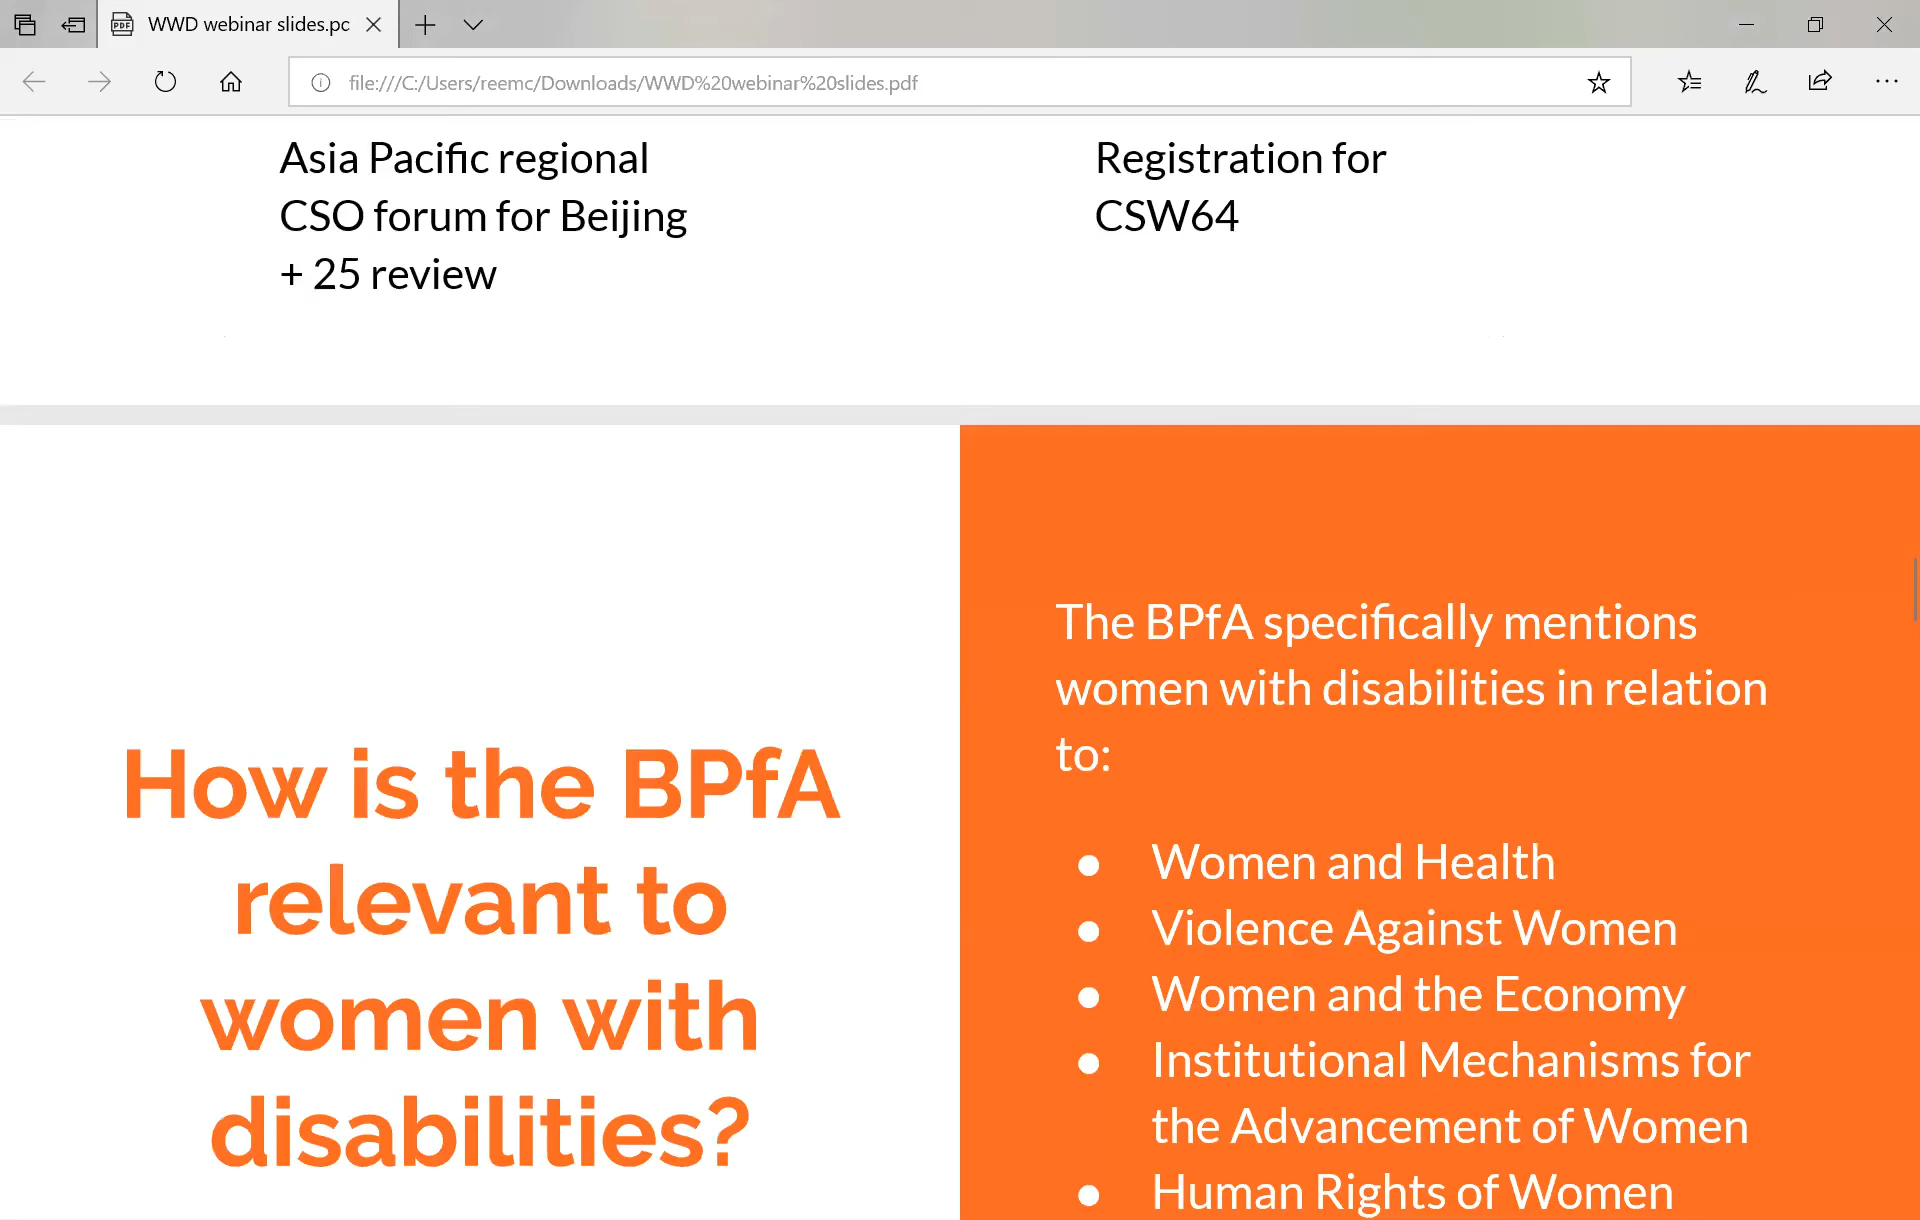 WWD webinar slides.pc
file:///C:/Users/reemc/Downloads/WWD%20webinar%20slides.pdf
Asia Pacific regional
CSO forum for Beijing
+ 25 review
Registration for
CSW64
How is the BPfA
relevant to
women with
disabilities?
The BPfA specifically mentions
women with disabilities in relation
to:
● Women and Health
● Violence Against Women
● Women and the Economy
● Institutional Mechanisms for
the Advancement of Women
● Human Rights of Women